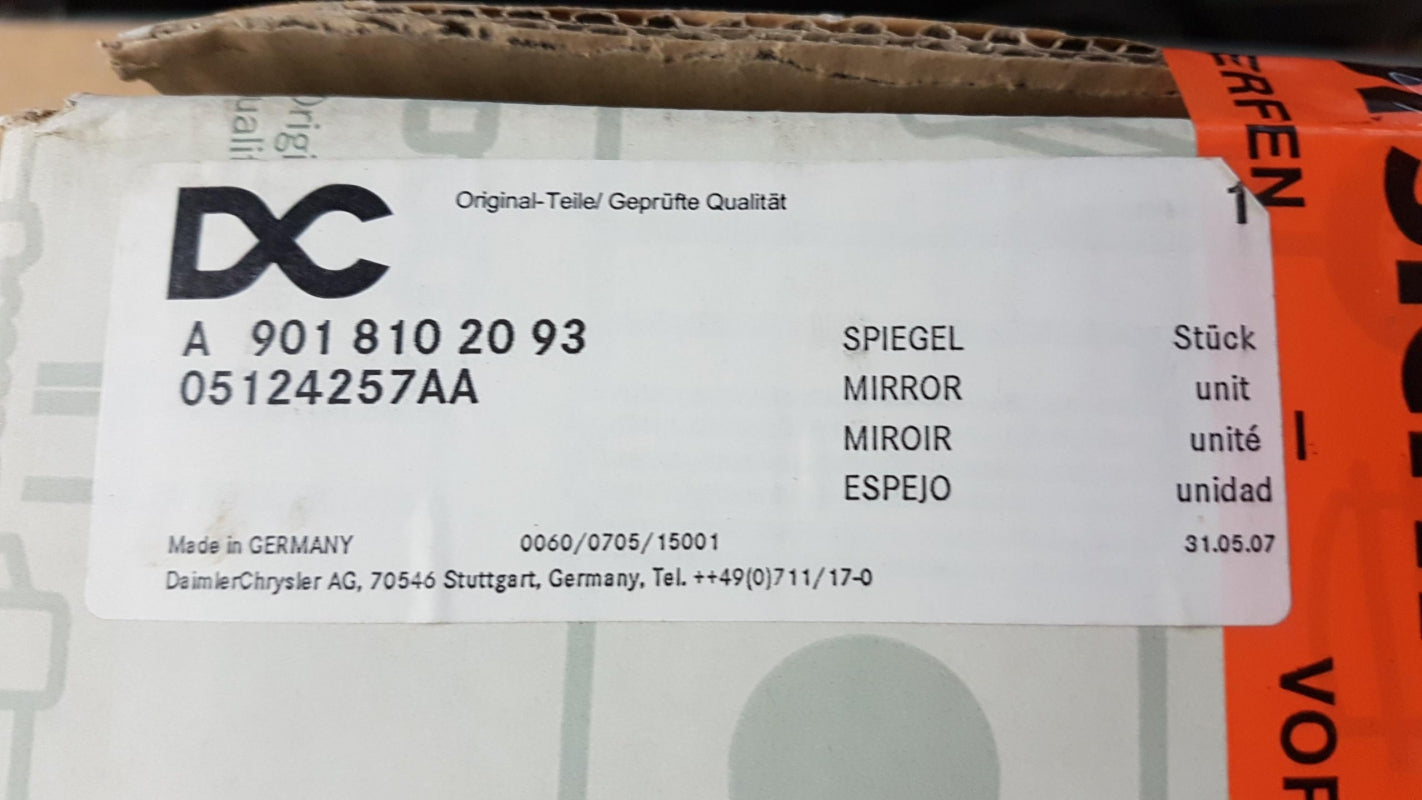 ERFEN
DC
Original-Teile/ Geprüfte Qualität
1
A 901 810 20 93
05124257AA
SPIEGEL Stück
MIRROR unit
MIROIR unité
ESPEJO unidad
Made in GERMANY 0060/0705/15001 31.05.07
DaimlerChrysler AG, 70546 Stuttgart, Germany, Tel. ++49(0)711/17-0